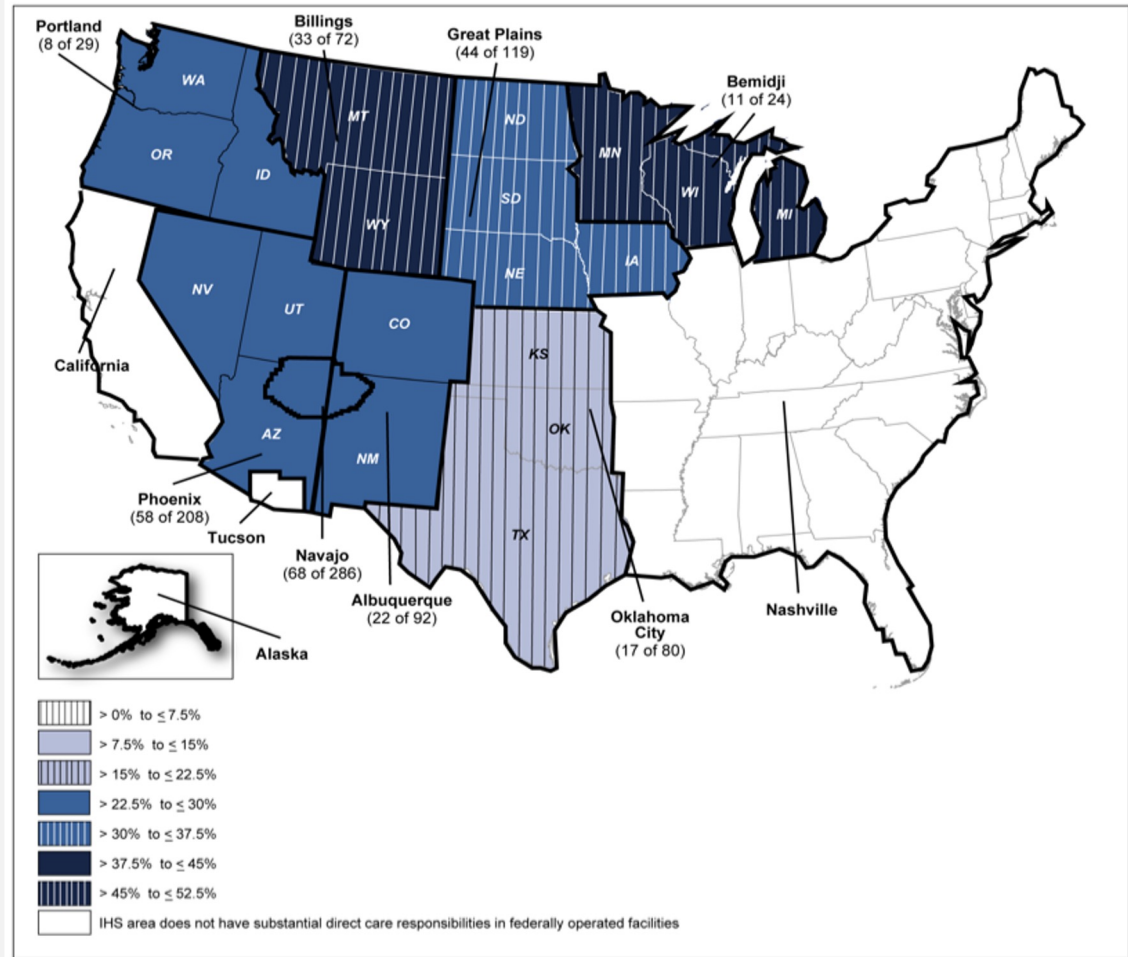 Portland
(8 of 29)
Billings
(33 of 72)
Great Plains
(44 of 119)
Bemidji
(11 of 24)
WA
MT
ND
MN
OR
ID
SD
WI
MI
WY
NE
IA
NV
UT
CO
KS
California
AZ
NM
OK
TX
Phoenix
(58 of 208)
Tucson
Navajo
(68 of 286)
Albuquerque
(22 of 92)
Oklahoma
City
(17 of 80)
Nashville
Alaska
> 0% to ≤ 7.5%
> 7.5% to ≤ 15%
> 15% to ≤ 22.5%
> 22.5% to ≤ 30%
> 30% to ≤ 37.5%
> 37.5% to ≤ 45%
> 45% to ≤ 52.5%
IHS area does not have substantial direct care responsibilities in federally operated facilities